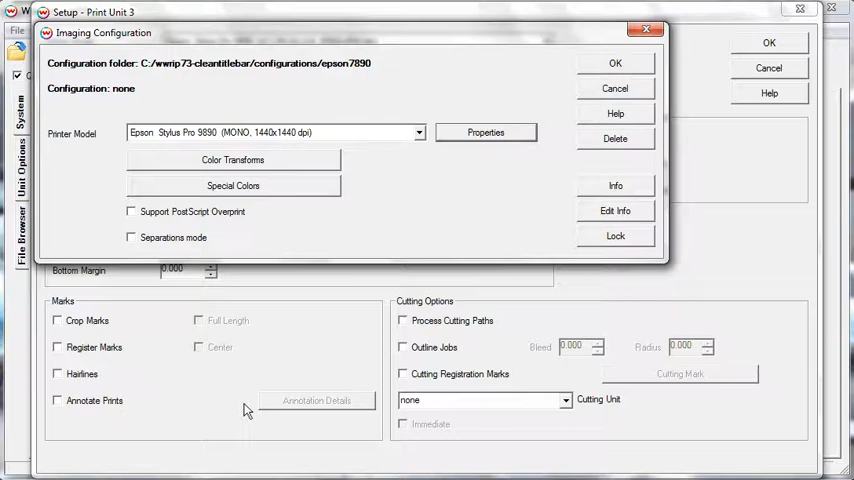 Setup - Print Unit 3
File
Imaging Configuration
OK
Cancel
Help
Configuration folder: C:/wwrip73-cleantitlebar/configurations/epson7890
Configuration: none
Printer Model
Epson Stylus Pro 9890 (MONO, 1440x1440 dpi)
Properties
Color Transforms
Special Colors
Support PostScript Overprint
Separations mode
OK
Cancel
Help
Delete
Info
Edit Info
Lock
System
Unit Options
File Browser
Bottom Margin
0.000
Marks
Crop Marks
Full Length
Register Marks
Center
Hairlines
Annotate Prints
Annotation Details
Cutting Options
Process Cutting Paths
Outline Jobs
Bleed
0.000
Radius
0.000
Cutting Registration Marks
Cutting Mark
none
Cutting Unit
Immediate